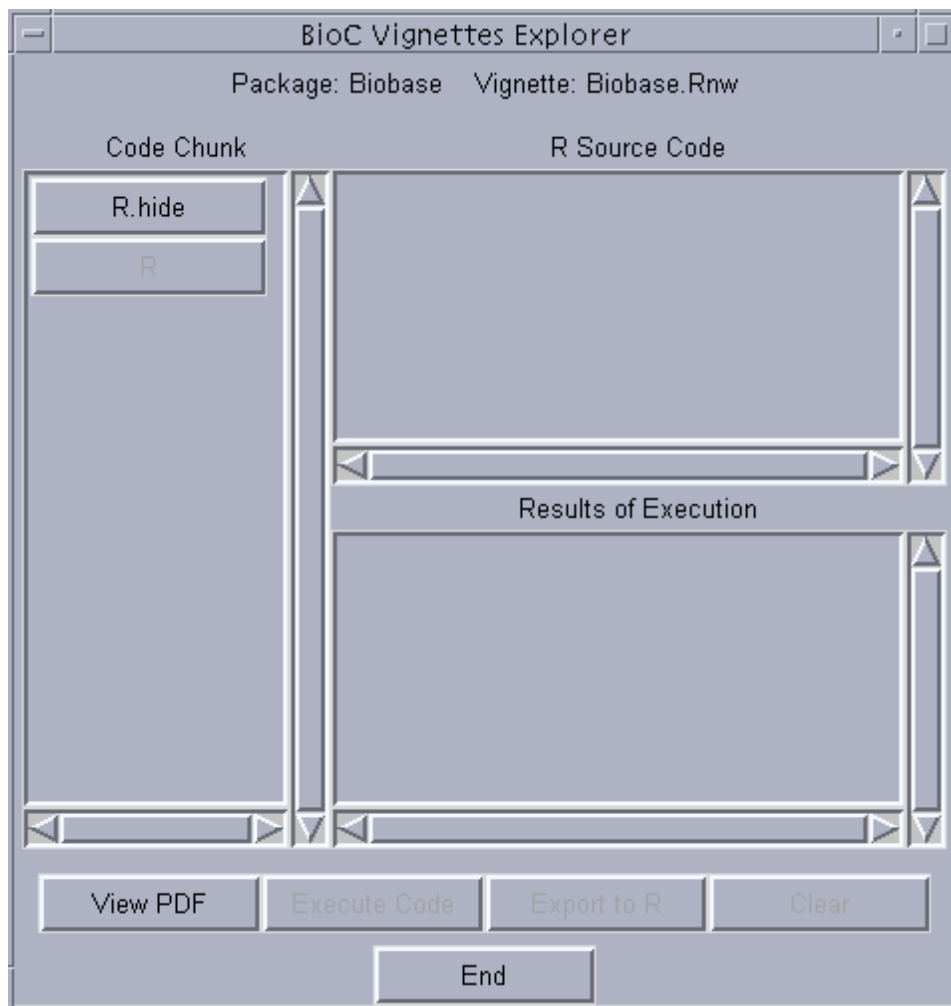 BioC Vignettes Explorer
Package: Biobase Vignette: Biobase.Rnw
Code Chunk
R Source Code
R.hide
R
Results of Execution
View PDF
Execute Code
Export to R
Clear
End